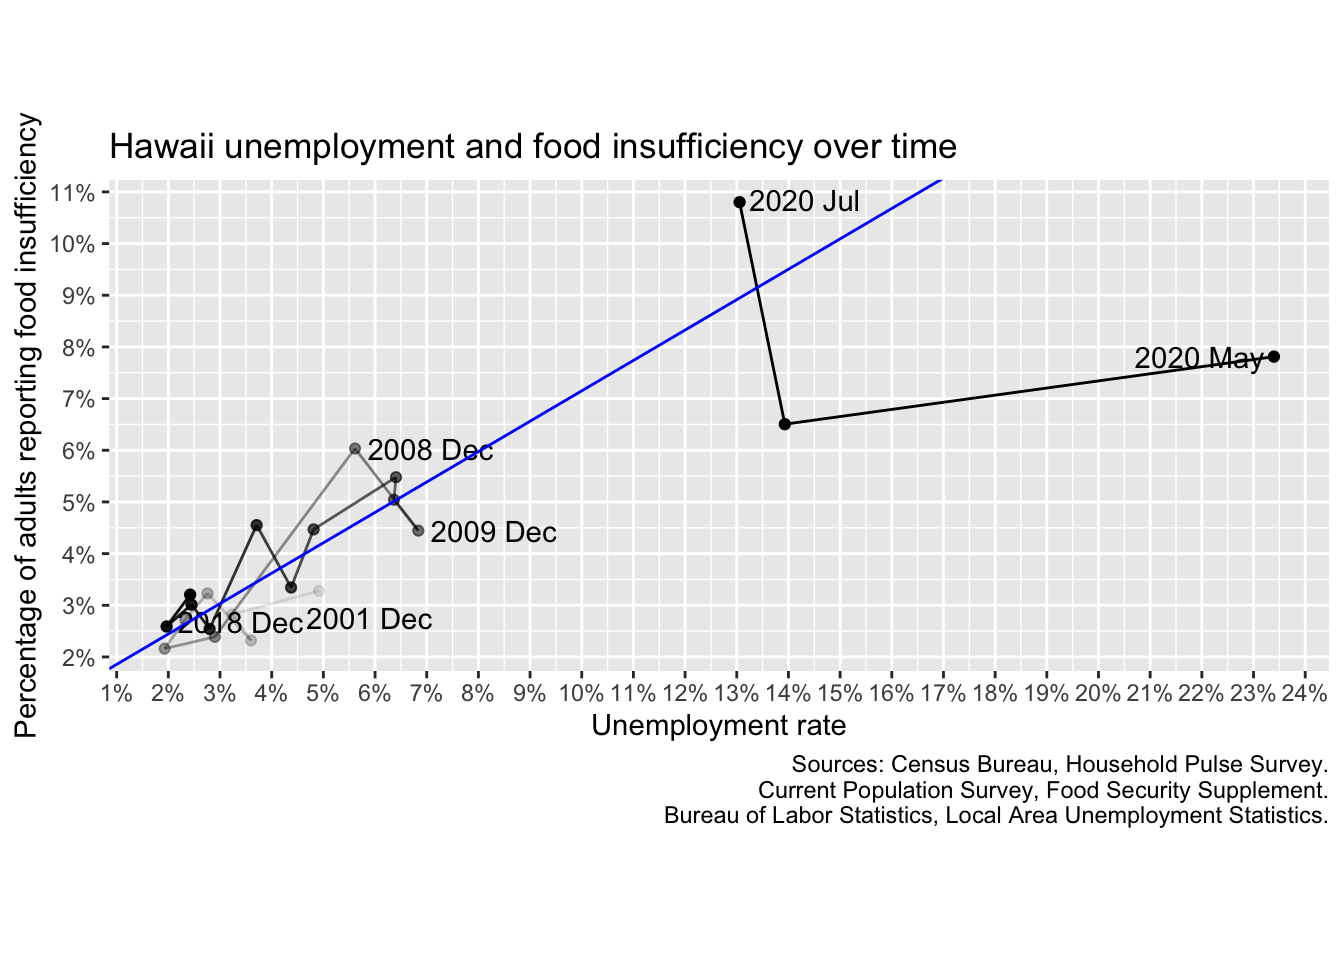 Hawaii unemployment and food insufficiency over time
Percentage of adults reporting food insufficiency
11%
10%
9%
8%
7%
6%
5%
4%
3%
2%
2020 Jul
2020 May
2008 Dec
2009 Dec
2018 Dec
2001 Dec
1% 2% 3% 4% 5% 6% 7% 8% 9% 10% 11% 12% 13% 14% 15% 16% 17% 18% 19% 20% 21% 22% 23% 24%
Unemployment rate
Sources: Census Bureau, Household Pulse Survey.
Current Population Survey, Food Security Supplement.
Bureau of Labor Statistics, Local Area Unemployment Statistics.